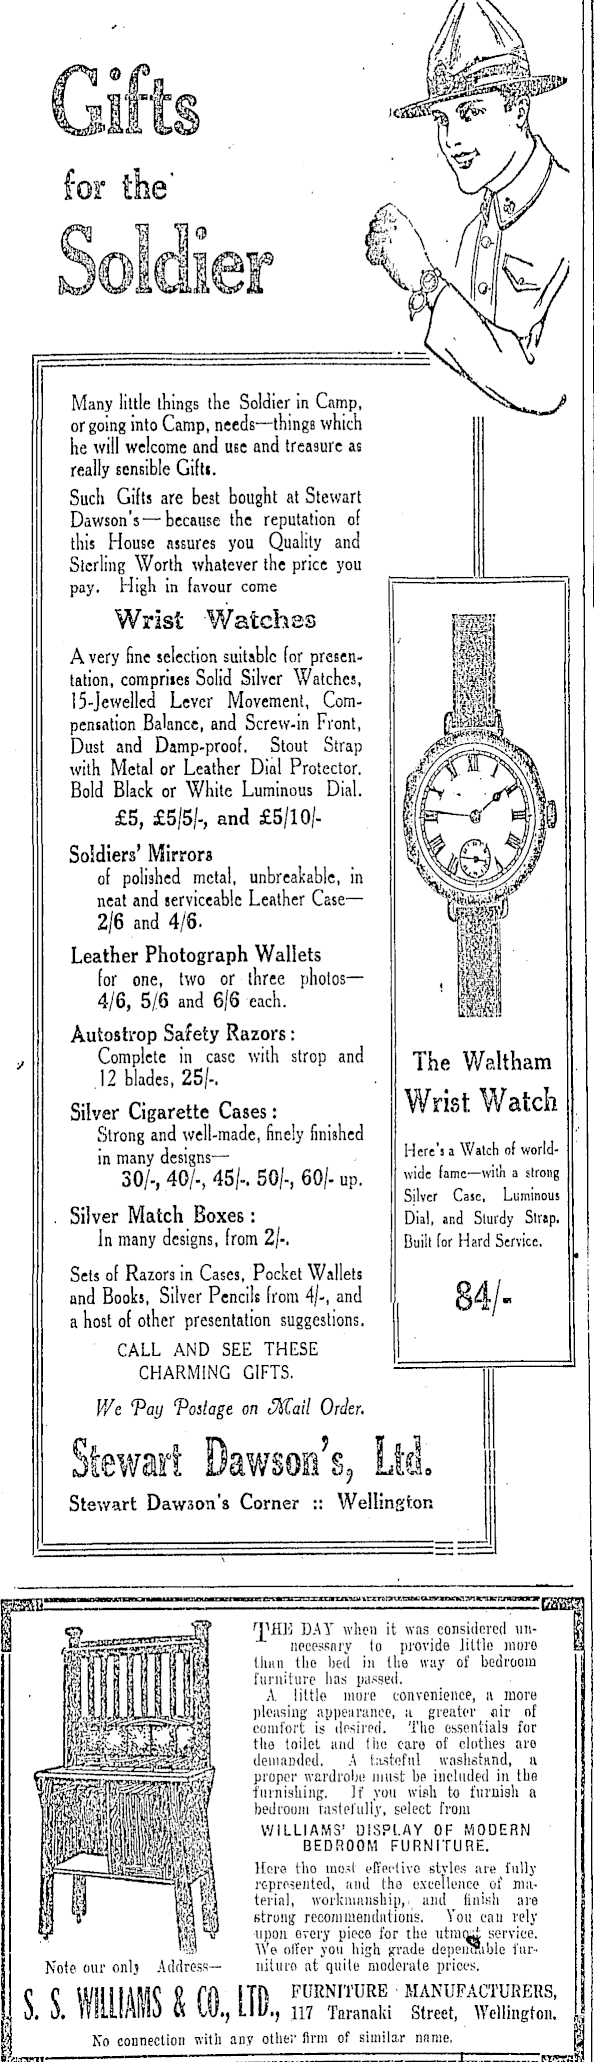 Gifts
for the
Soldier
Many little things the Soldier in Camp,
or going into Camp, needs—things which
he will welcome and use and treasure as
really sensible Gifts.
Such Gifts are best bought at Stewart
Dawson's—because the reputation of
this House assures you Quality and
Sterling Worth whatever the price you
pay. High in favour come
Wrist Watches
A very fine selection suitable for presen-
tation, comprises Solid Silver Watches,
15-Jewelled Lever Movement, Com-
pensation Balance, and Screw-in Front,
Dust and Damp-proof. Stout Strap
with Metal or Leather Dial Protector.
Bold Black or White Luminous Dial.
£5, £5/5/-, and £5/10/-
Soldiers' Mirrors
of polished metal, unbreakable, in
neat and serviceable Leather Case—
2/6 and 4/6.
Leather Photograph Wallets
for one, two or three photos—
4/6, 5/6 and 6/6 each.
Autostrop Safety Razors:
Complete in case with strop and
12 blades, 25/-.
Silver Cigarette Cases:
Strong and well-made, finely finished
in many designs—
30/-, 40/-, 45/-. 50/-, 60/- up.
Silver Match Boxes:
In many designs, from 2/-.
Sets of Razors in Cases, Pocket Wallets
and Books, Silver Pencils from 4/-, and
a host of other presentation suggestions.
CALL AND SEE THESE
CHARMING GIFTS.
We Pay Postage on Mail Order.
Stewart Dawson's, Ltd.
Stewart Dawson's Corner :: Wellington
The Waltham
Wrist Watch
Here's a Watch of world-
wide fame—with a strong
Silver Case, Luminous
Dial, and Sturdy Strap.
Built for Hard Service.
84/-
THE DAY when it was considered un-
necessary to provide little more
than the bed in the way of bedroom
furniture has passed.
A little more convenience, a more
pleasing appearance, a greater air of
comfort is desired. The essentials for
the toilet and the care of clothes are
demanded. A tasteful washstand, a
proper wardrobe must be included in the
furnishing. If you wish to furnish a
bedroom tastefully, select from
WILLIAMS' DISPLAY OF MODERN
BEDROOM FURNITURE.
Here the most effective styles are fully
represented, and the excellence of ma-
terial, workmanship, and finish are
strong recommendations. You can rely
upon every piece for the utmost service.
We offer you high grade dependable fur-
niture at quite moderate prices.
Note our only Address—
S. S. WILLIAMS & CO., LTD.,
FURNITURE MANUFACTURERS,
117 Taranaki Street, Wellington.
No connection with any other firm of similar name.